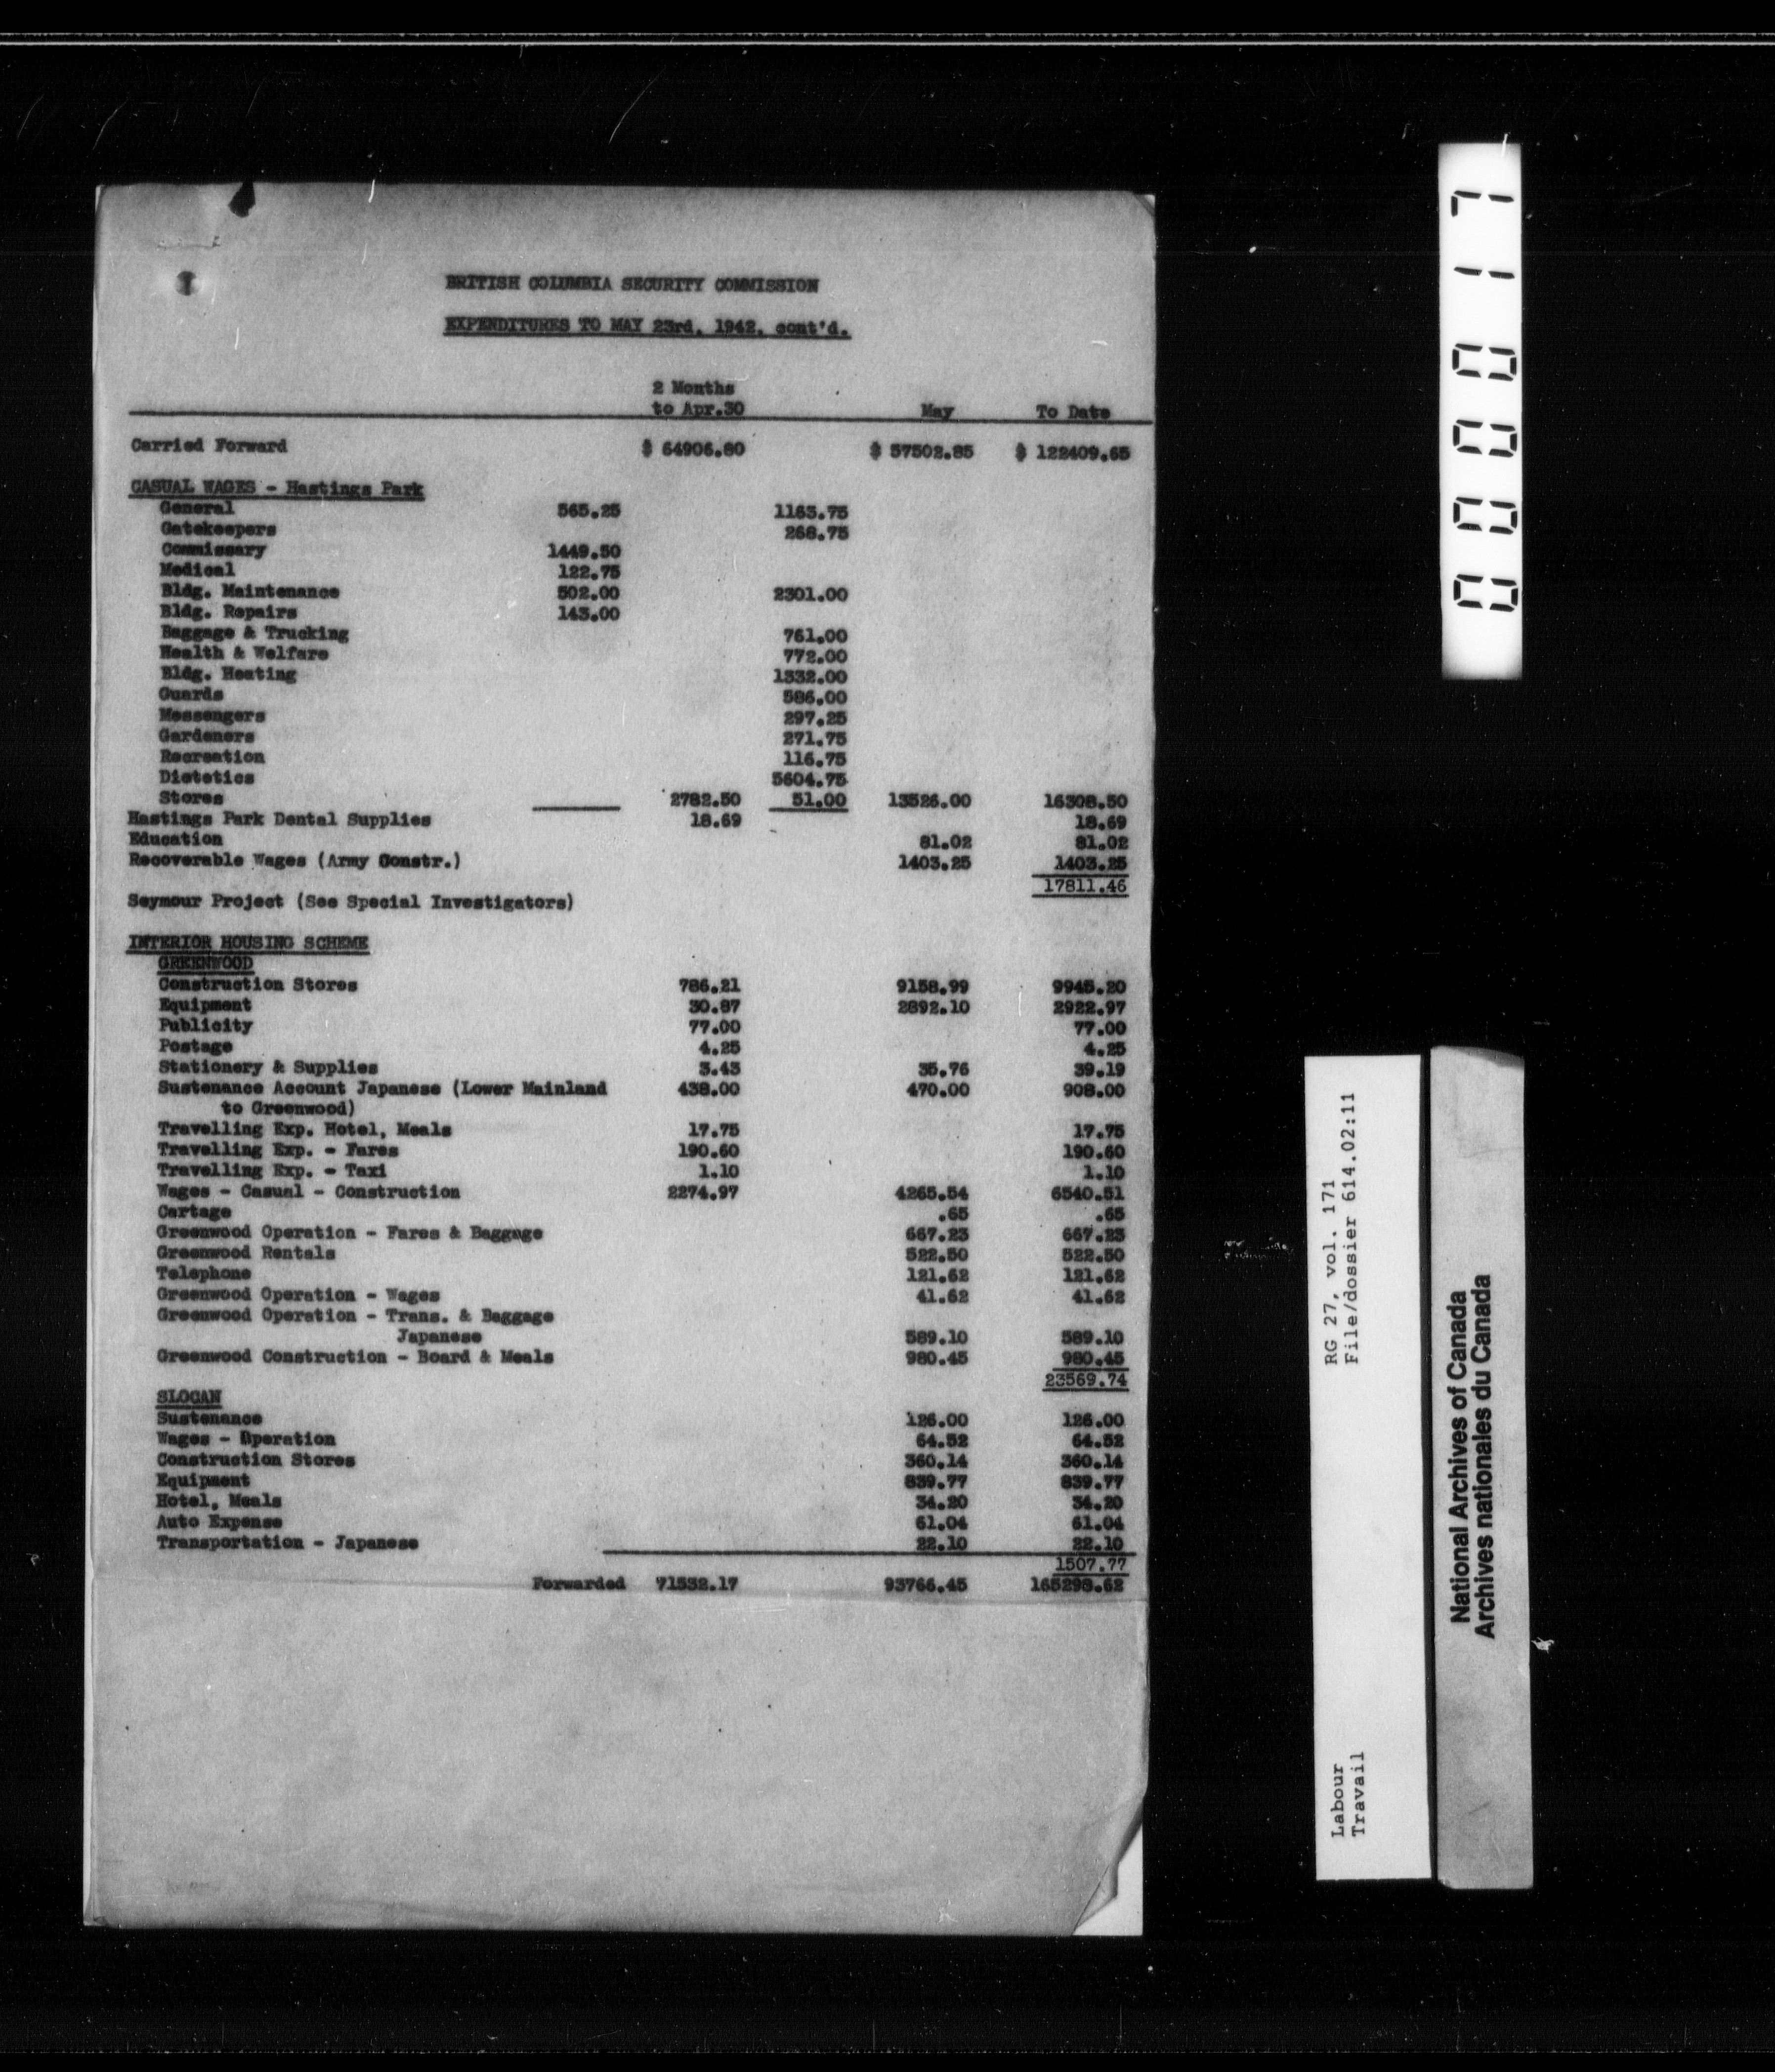 BRITISH COLUMBIA SECURITY COMMISSION
EXPENDITURES TO MAY 23rd, 1942, cont'd.
2 Months
to Apr.30 May To Date
Carried Forward $ 64906.80 $ 57502.85 $ 122409.65
CASUAL WAGES - Hastings Park
General 565.25 1163.75
Gatekeepers 268.75
Commissary 1449.50
Medical 122.75
Bldg. Maintenance 502.00 2301.00
Bldg. Repairs 143.00
Baggage & Trucking 761.00
Health & Welfare 772.00
Bldg. Heating 1332.00
Guards 586.00
Messengers 297.25
Gardeners 271.75
Recreation 116.75
Dietetics 5604.75
Stores 2782.50 51.00 13526.00 16308.50
Hastings Park Dental Supplies 18.69 18.69
Education 81.02 81.02
Recoverable Wages (Army Constr.) 1403.25 1403.25
17811.46
Seymour Project (See Special Investigators)
INTERIOR HOUSING SCHEME
GREENWOOD
Construction Stores 786.21 9158.99 9945.20
Equipment 30.87 2892.10 2922.97
Publicity 77.00 77.00
Postage 4.25 4.25
Stationery & Supplies 3.43 35.76 39.19
Sustenance Account Japanese (Lower Mainland 438.00 470.00 908.00
to Greenwood)
Travelling Exp. Hotel, Meals 17.75 17.75
Travelling Exp. - Fares 190.60 190.60
Travelling Exp. - Taxi 1.10 1.10
Wages - Casual - Construction 2274.97 4265.54 6540.51
Cartage .65 .65
Greenwood Operation - Fares & Baggage 667.23 667.23
Greenwood Rentals 522.50 522.50
Telephone 121.62 121.62
Greenwood Operation - Wages 41.62 41.62
Greenwood Operation - Trans. & Baggage
Japanese 589.10 589.10
Greenwood Construction - Board & Meals 980.45 980.45
23569.74
SLOCAN
Sustenance 126.00 126.00
Wages - Operation 64.52 64.52
Construction Stores 360.14 360.14
Equipment 839.77 839.77
Hotel, Meals 34.20 34.20
Auto Expense 61.04 61.04
Transportation - Japanese 22.10 22.10
1507.77
Forwarded 71532.17 93766.45 165298.62
000017
RG 27, vol. 171
File/dossier 614.02:11
Labour
Travail
National Archives of Canada
Archives nationales du Canada